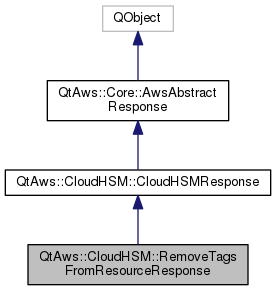 QObject
QtAws::Core::AwsAbstract
Response
QtAws::CloudHSM::CloudHSMResponse
QtAws::CloudHSM::RemoveTags
FromResourceResponse